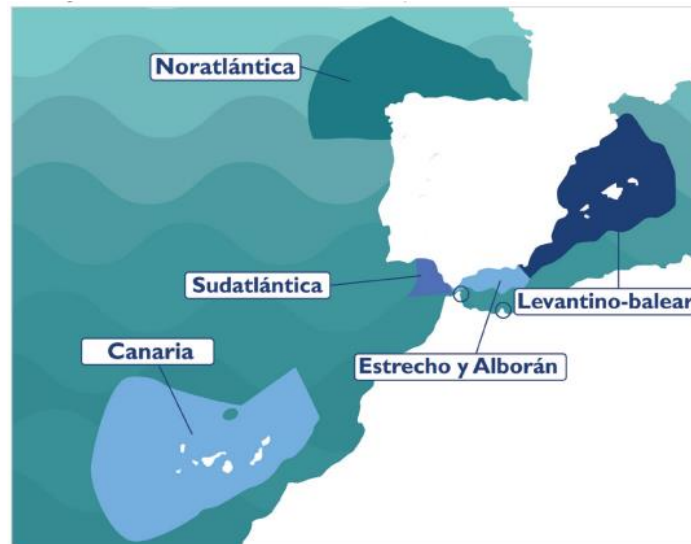 Noratlántica
Sudatlántica
Levantino-balear
Canaria
Estrecho y Alborán